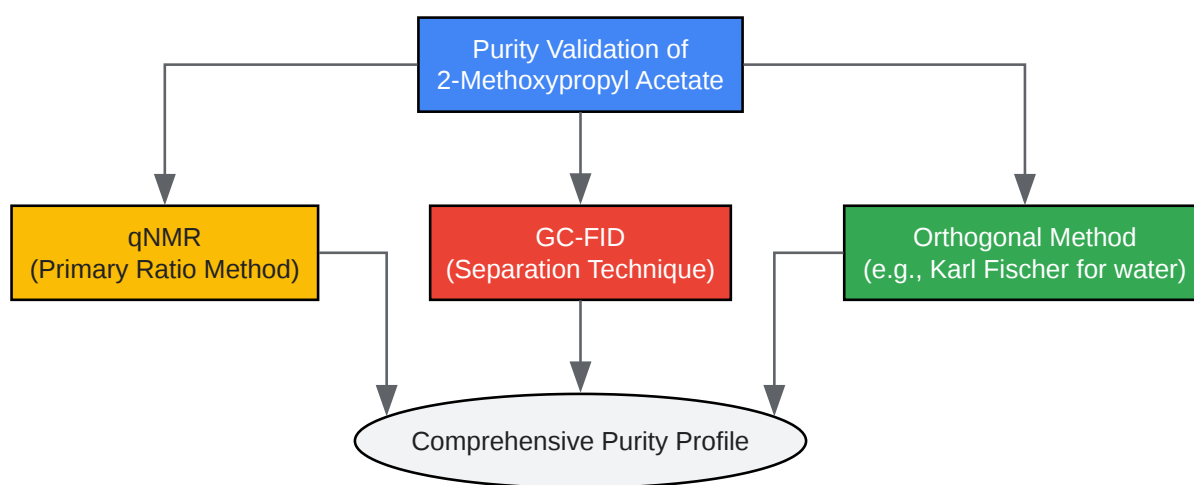 Purity Validation of
2-Methoxypropyl Acetate
qNMR
(Primary Ratio Method)
GC-FID
(Separation Technique)
Orthogonal Method
(e.g., Karl Fischer for water)
Comprehensive Purity Profile